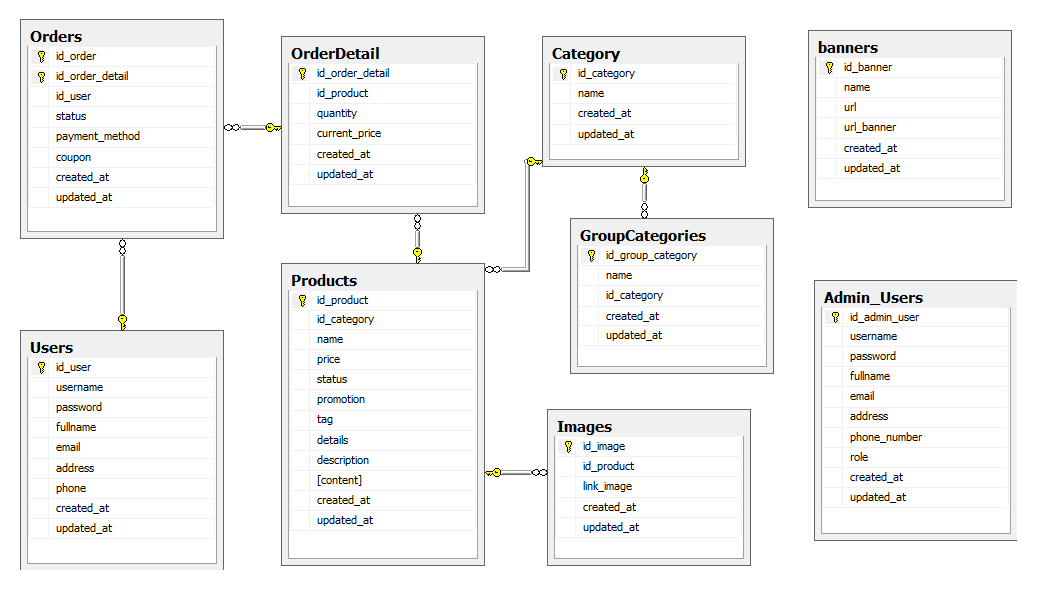 Orders
id_order
id_order_detail
id_user
status
payment_method
coupon
created_at
updated_at
OrderDetail
id_order_detail
id_product
quantity
current_price
created_at
updated_at
Category
id_category
name
created_at
updated_at
banners
id_banner
name
url
url_banner
created_at
updated_at
GroupCategories
id_group_category
name
id_category
created_at
updated_at
Users
id_user
username
password
fullname
email
address
phone
created_at
updated_at
Products
id_product
id_category
name
price
status
promotion
tag
details
description
[content]
created_at
updated_at
Images
id_image
id_product
link_image
created_at
updated_at
Admin_Users
id_admin_user
username
password
fullname
email
address
phone_number
role
created_at
updated_at